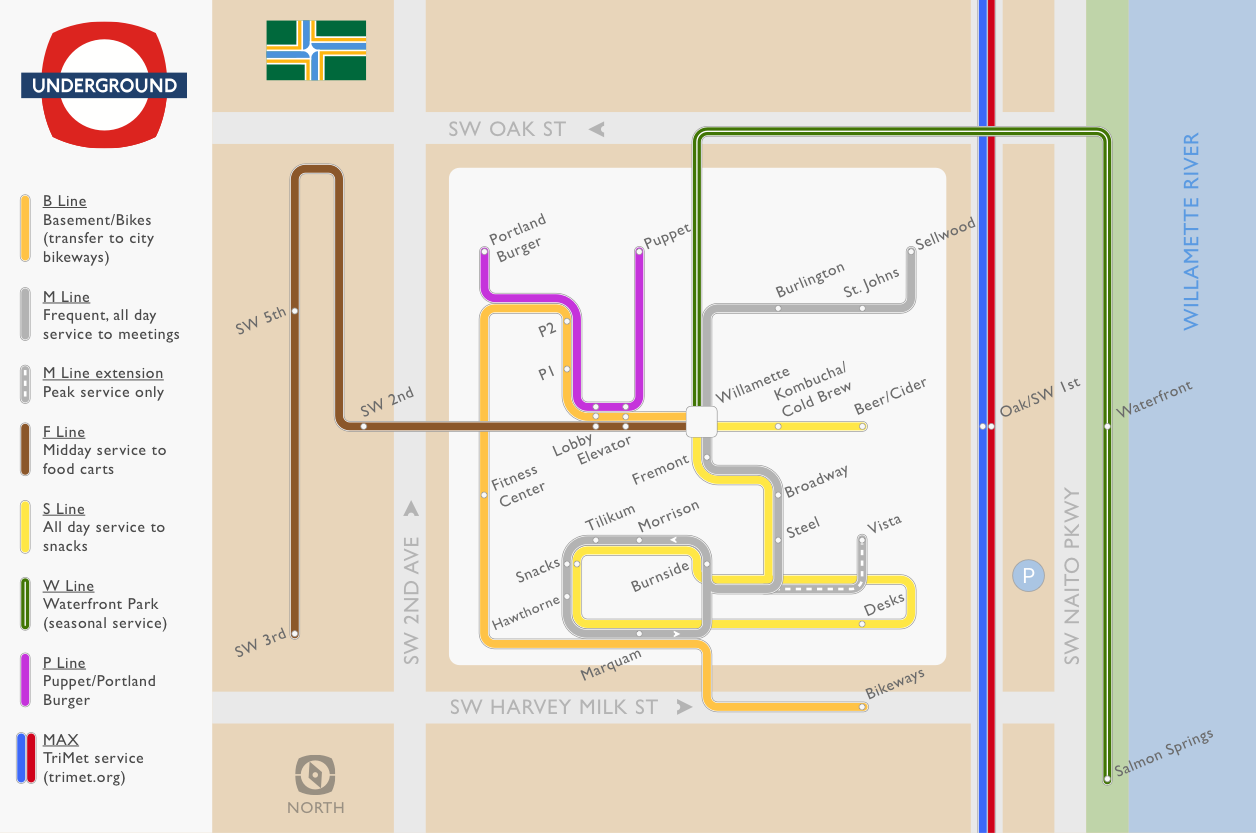 UNDERGROUND
B Line
Basement/Bikes
(transfer to city
bikeways)
M Line
Frequent, all day
service to meetings
M Line extension
Peak service only
F Line
Midday service to
food carts
S Line
All day service to
snacks
W Line
Waterfront Park
(seasonal service)
P Line
Puppet/Portland
Burger
MAX
TriMet service
(trimet.org)
SW OAK ST
WILLAMETTE RIVER
Portland
Burger
Puppet
Sellwood
Burlington
St. Johns
SW 5th
P2
P1
SW 2nd
Willamette
Kombucha/
Cold Brew
Beer/Cider
Oak/SW 1st
Waterfront
Lobby
Elevator
Fremont
Fitness
Center
Broadway
Steel
Vista
Tilikum
Morrison
Snacks
Burnside
Hawthorne
Desks
SW 2ND AVE
SW NAITO PKWY
P
SW 3rd
Marquam
Bikeways
SW HARVEY MILK ST
Salmon Springs
NORTH